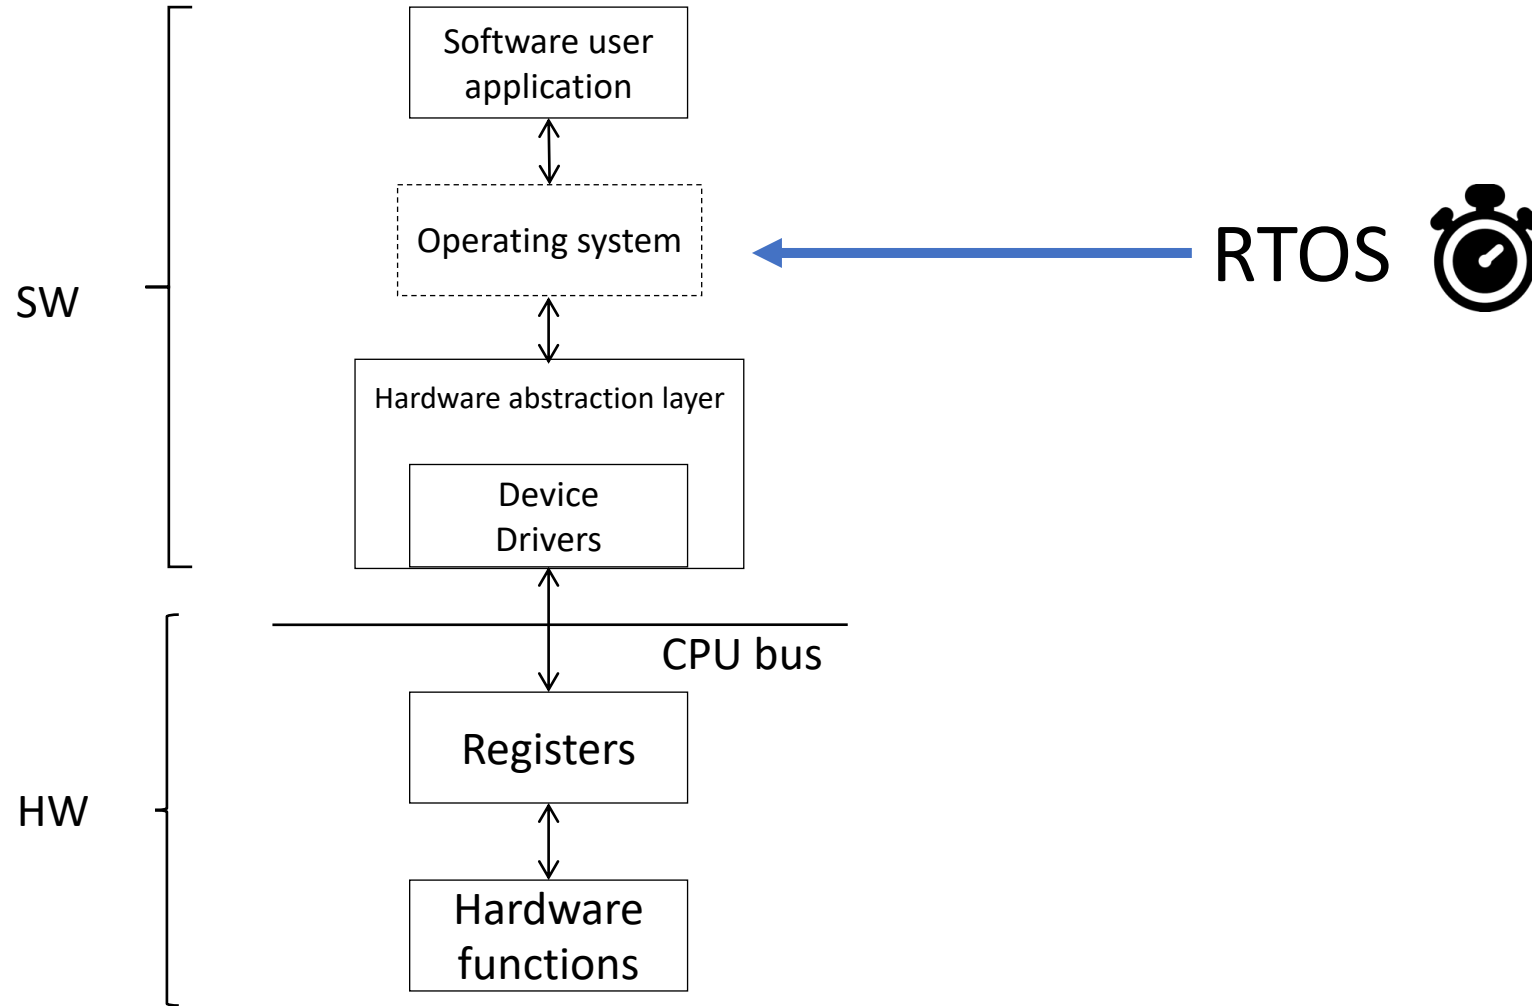 Software user
application
Operating system
RTOS
SW
Hardware abstraction layer
Device
Drivers
CPU bus
Registers
HW
Hardware
functions